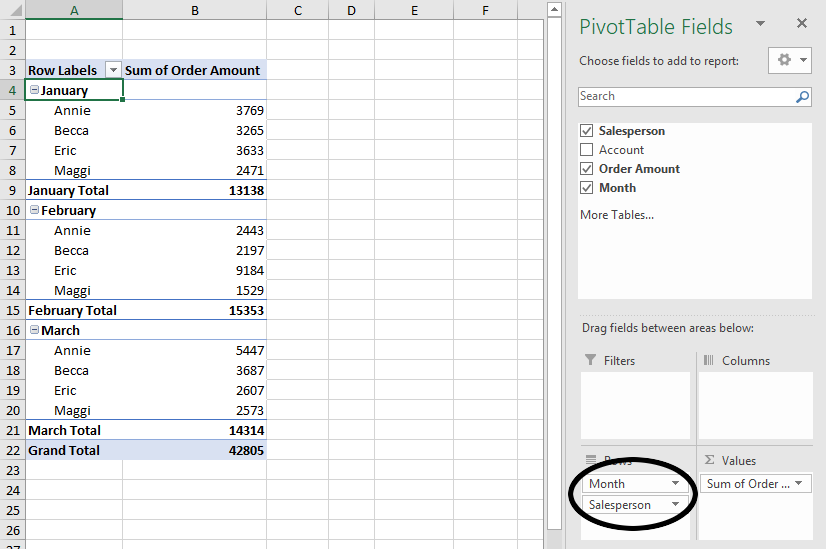 A B C D E F
1
2
3 Row Labels Sum of Order Amount
4 January
5 Annie 3769
6 Becca 3265
7 Eric 3633
8 Maggi 2471
9 January Total 13138
10 February
11 Annie 2443
12 Becca 2197
13 Eric 9184
14 Maggi 1529
15 February Total 15353
16 March
17 Annie 5447
18 Becca 3687
19 Eric 2607
20 Maggi 2573
21 March Total 14314
22 Grand Total 42805
23
24
25
26
27
PivotTable Fields
Choose fields to add to report:
Search
Salesperson
Account
Order Amount
Month
More Tables...
Drag fields between areas below:
Filters
Columns
Rows
Month
Salesperson
Σ Values
Sum of Order ...